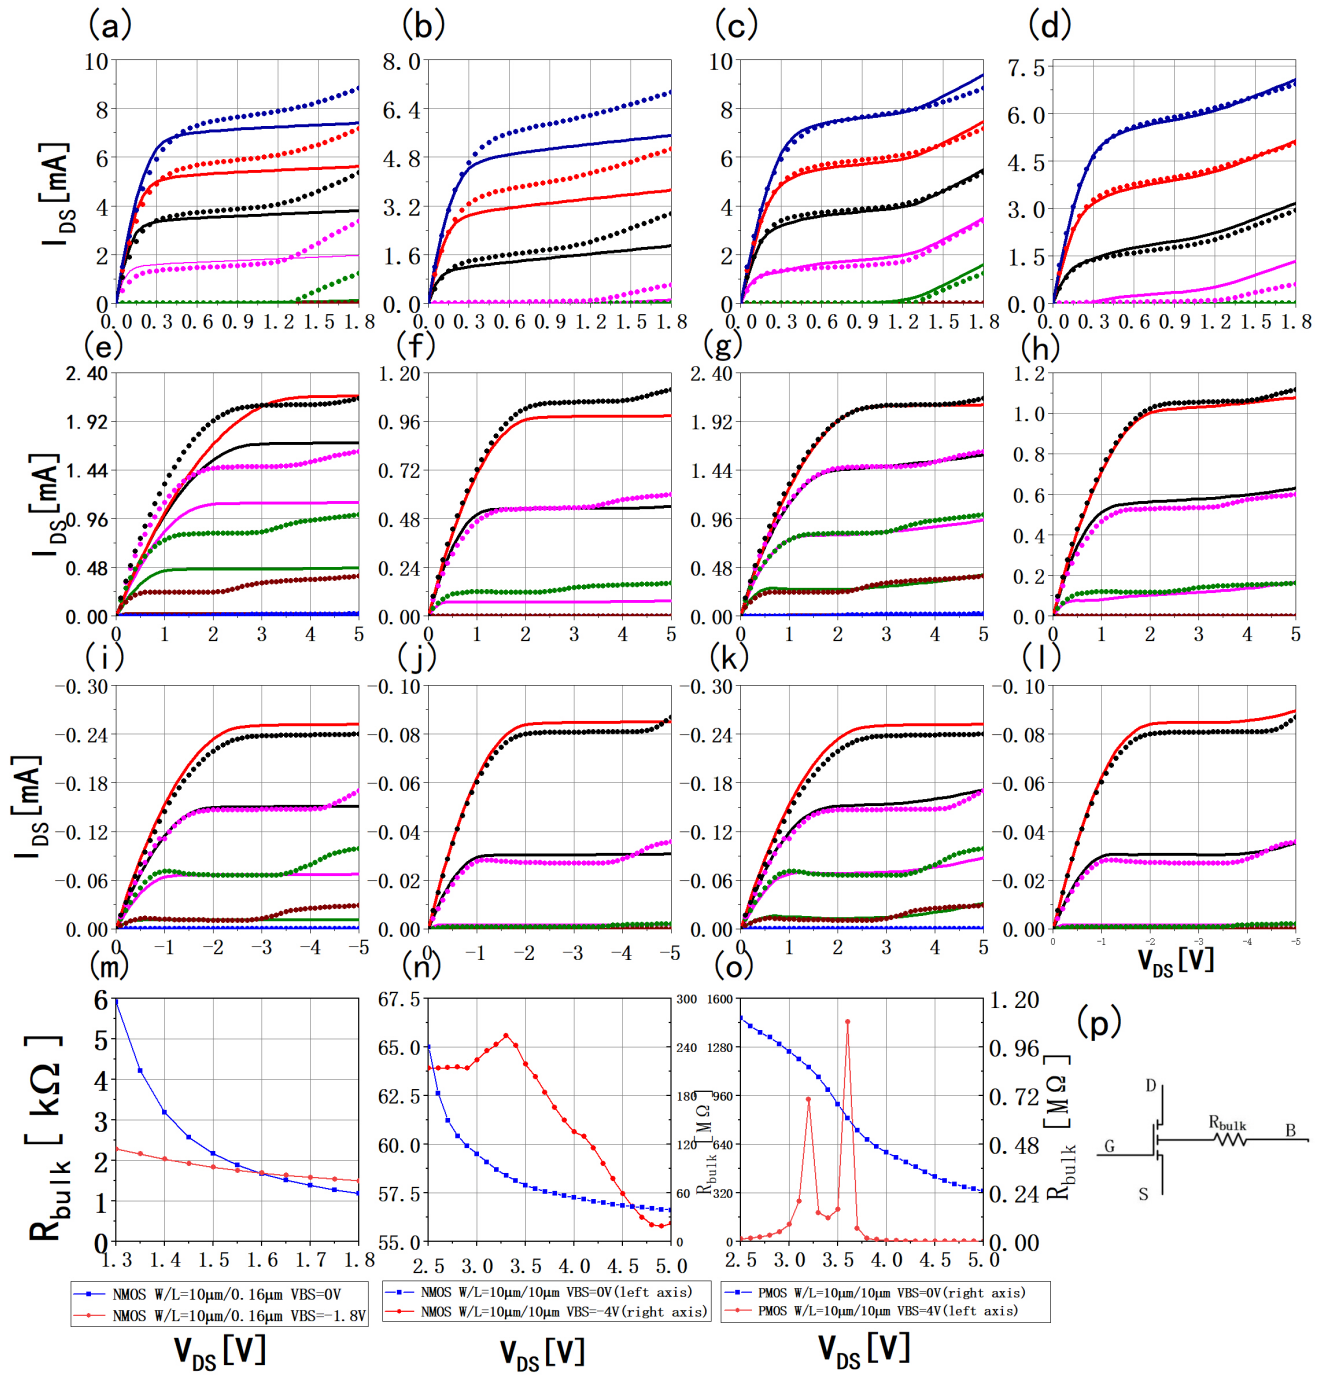 (a) (b) (c) (d)
10 8.0 10 7.5
8 6.4 8 6.0
6 4.8 6 4.5
4 3.2 4 3.0
2 1.6 2 1.5
0 0.0 0 0.0
I_DS[mA]
0.0 0.3 0.6 0.9 1.2 1.5 1.8 0.0 0.3 0.6 0.9 1.2 1.5 1.8 0.0 0.3 0.6 0.9 1.2 1.5 1.8 0.0 0.3 0.6 0.9 1.2 1.5 1.8
(e) (f) (g) (h)
2.40 1.20 2.40 1.2
1.92 0.96 1.92 1.0
1.44 0.72 1.44 0.8
0.96 0.48 0.96 0.6
0.48 0.24 0.48 0.4
0.00 0.00 0.00 0.2
0.0
I_DS[mA]
0 1 2 3 4 5 0 1 2 3 4 5 0 1 2 3 4 5 0 1 2 3 4 5
(i) (j) (k) (l)
-0.30 -0.10 -0.30 -0.10
-0.24 -0.08 -0.24 -0.08
-0.18 -0.06 -0.18 -0.06
-0.12 -0.04 -0.12 -0.04
-0.06 -0.02 -0.06 -0.02
0.00 0.00 0.00 0.00
I_DS[mA]
0 -1 -2 -3 -4 -5 0 -1 -2 -3 -4 -5 0 1 2 3 4 5 0 -1 -2 -3 -4 -5
V_DS[V]
(m) (n) (o) (p)
6 67.5 300 1600 1.20
5 65.0 240 1280 0.96
4 62.5 180 960 0.72
3 60.0 120 640 0.48
2 57.5 60 320 0.24
1 55.0 0 0 0.00
0
R_bulk [kΩ]
R_bulk [MΩ]
R_bulk [MΩ]
D
R_bulk
B
G
S
1.3 1.4 1.5 1.6 1.7 1.8 2.5 3.0 3.5 4.0 4.5 5.0 2.5 3.0 3.5 4.0 4.5 5.0
NMOS W/L=10μm/0.16μm VBS=0V
NMOS W/L=10μm/0.16μm VBS=-1.8V
NMOS W/L=10μm/10μm VBS=0V(left axis)
NMOS W/L=10μm/10μm VBS=-4V(right axis)
PMOS W/L=10μm/10μm VBS=0V(right axis)
PMOS W/L=10μm/10μm VBS=4V(left axis)
V_DS[V] V_DS[V] V_DS[V]